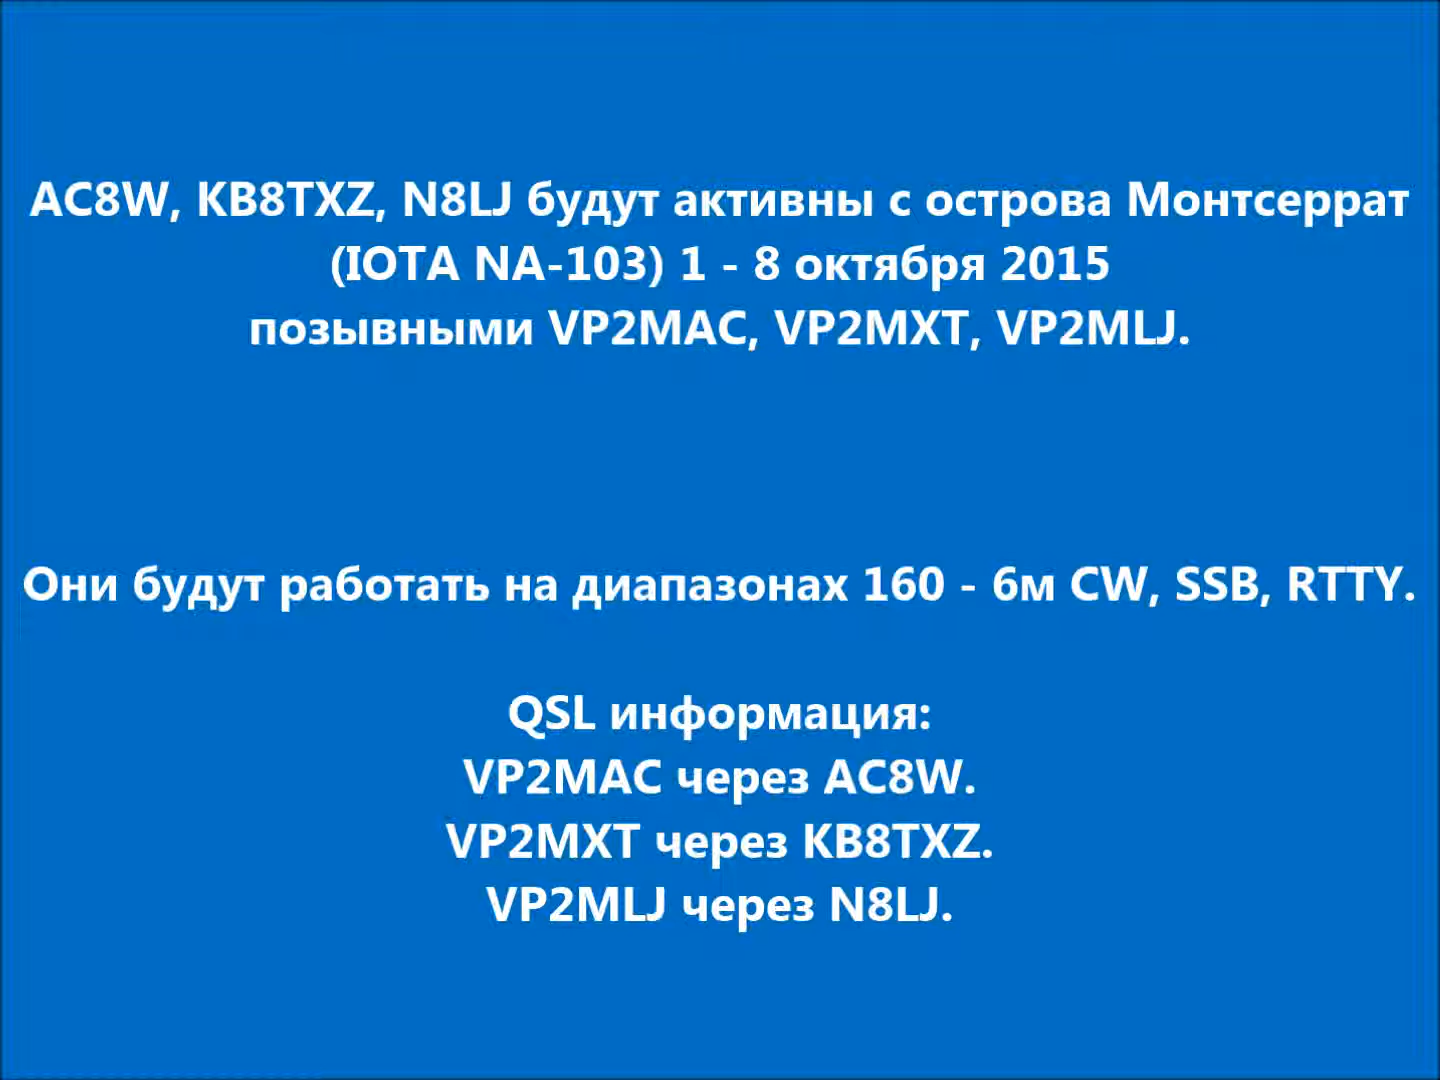 AC8W, KB8TXZ, N8LJ будут активны с острова Монтсеррат
(IOTA NA-103) 1 - 8 октября 2015
позывными VP2MAC, VP2MXT, VP2MLJ.
Они будут работать на диапазонах 160 - 6м CW, SSB, RTTY.
QSL информация:
VP2MAC через AC8W.
VP2MXT через KB8TXZ.
VP2MLJ через N8LJ.